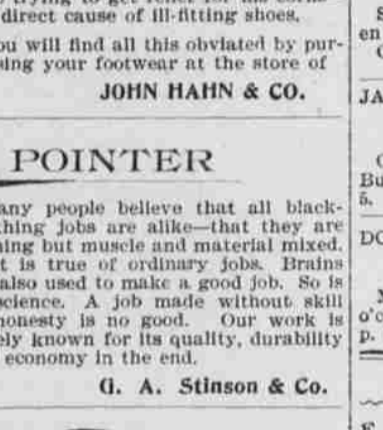 direct cause of ill-fitting shoes.
ou will find all this obviated by pur-
sing your footwear at the store of
JOHN HAHN & CO.
POINTER
any people believe that all black-
thing jobs are alike—that they are
ing but muscle and material mixed.
t is true of ordinary jobs. Brains
also used to make a good job. So is
science. A job made without skill
honesty is no good. Our work is
ely known for its quality, durability
economy in the end.
G. A. Stinson & Co.
S
en
JA
Bu
5.
DO
o'c
p.